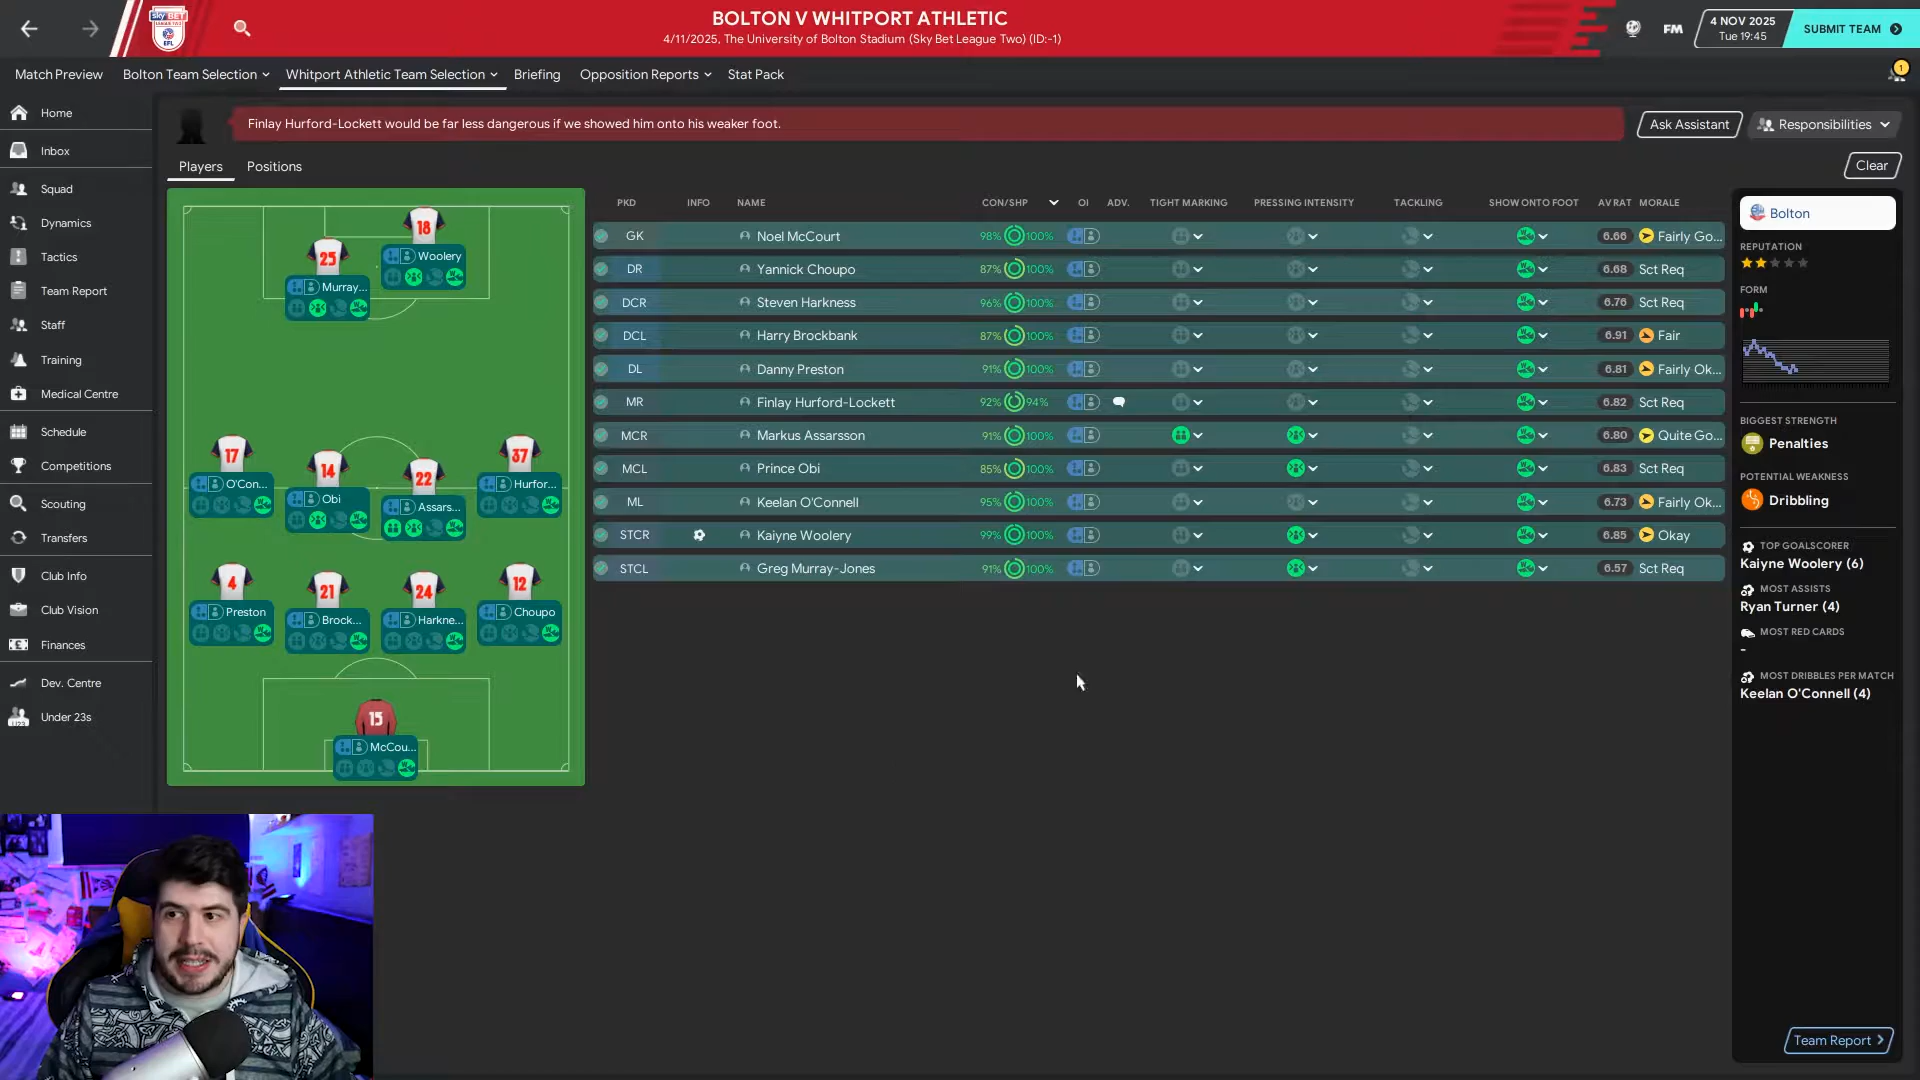 BOLTON V WHITPORT ATHLETIC
4/11/2025, The University of Bolton Stadium (Sky Bet League Two) (ID:-1)
sky BET
EFL
FM
4 NOV 2025
Tue 19:45
SUBMIT TEAM
Match Preview
Bolton Team Selection
Whitport Athletic Team Selection
Briefing
Opposition Reports
Stat Pack
1
Home
Inbox
Squad
Dynamics
Tactics
Team Report
Staff
Training
Medical Centre
Schedule
Competitions
Scouting
Transfers
Club Info
Club Vision
Finances
Dev. Centre
Under 23s
Finlay Hurford-Lockett would be far less dangerous if we showed him onto his weaker foot.
Ask Assistant
Responsibilities
Players
Positions
Clear
18
Woolery
25
Murray...
17
O'Con...
14
Obi
22
Assars...
37
Hurfor...
4
Preston
21
Brock...
24
Harkne...
12
Choupo
15
McCou...
PKD INFO NAME CON/SHP OI ADV. TIGHT MARKING PRESSING INTENSITY TACKLING SHOW ONTO FOOT AV RAT MORALE
GK Noel McCourt 98% 100% 6.66 Fairly Go...
DR Yannick Choupo 87% 100% 6.68 Sct Req
DCR Steven Harkness 96% 100% 6.76 Sct Req
DCL Harry Brockbank 87% 100% 6.91 Fair
DL Danny Preston 91% 100% 6.81 Fairly Ok...
MR Finlay Hurford-Lockett 92% 94% 6.82 Sct Req
MCR Markus Assarsson 91% 100% 6.80 Quite Go...
MCL Prince Obi 85% 100% 6.83 Sct Req
ML Keelan O'Connell 95% 100% 6.73 Fairly Ok...
STCR Kaiyne Woolery 99% 100% 6.85 Okay
STCL Greg Murray-Jones 91% 100% 6.57 Sct Req
Bolton
REPUTATION
FORM
BIGGEST STRENGTH
Penalties
POTENTIAL WEAKNESS
Dribbling
TOP GOALSCORER
Kaiyne Woolery (6)
MOST ASSISTS
Ryan Turner (4)
MOST RED CARDS
-
MOST DRIBBLES PER MATCH
Keelan O'Connell (4)
Team Report